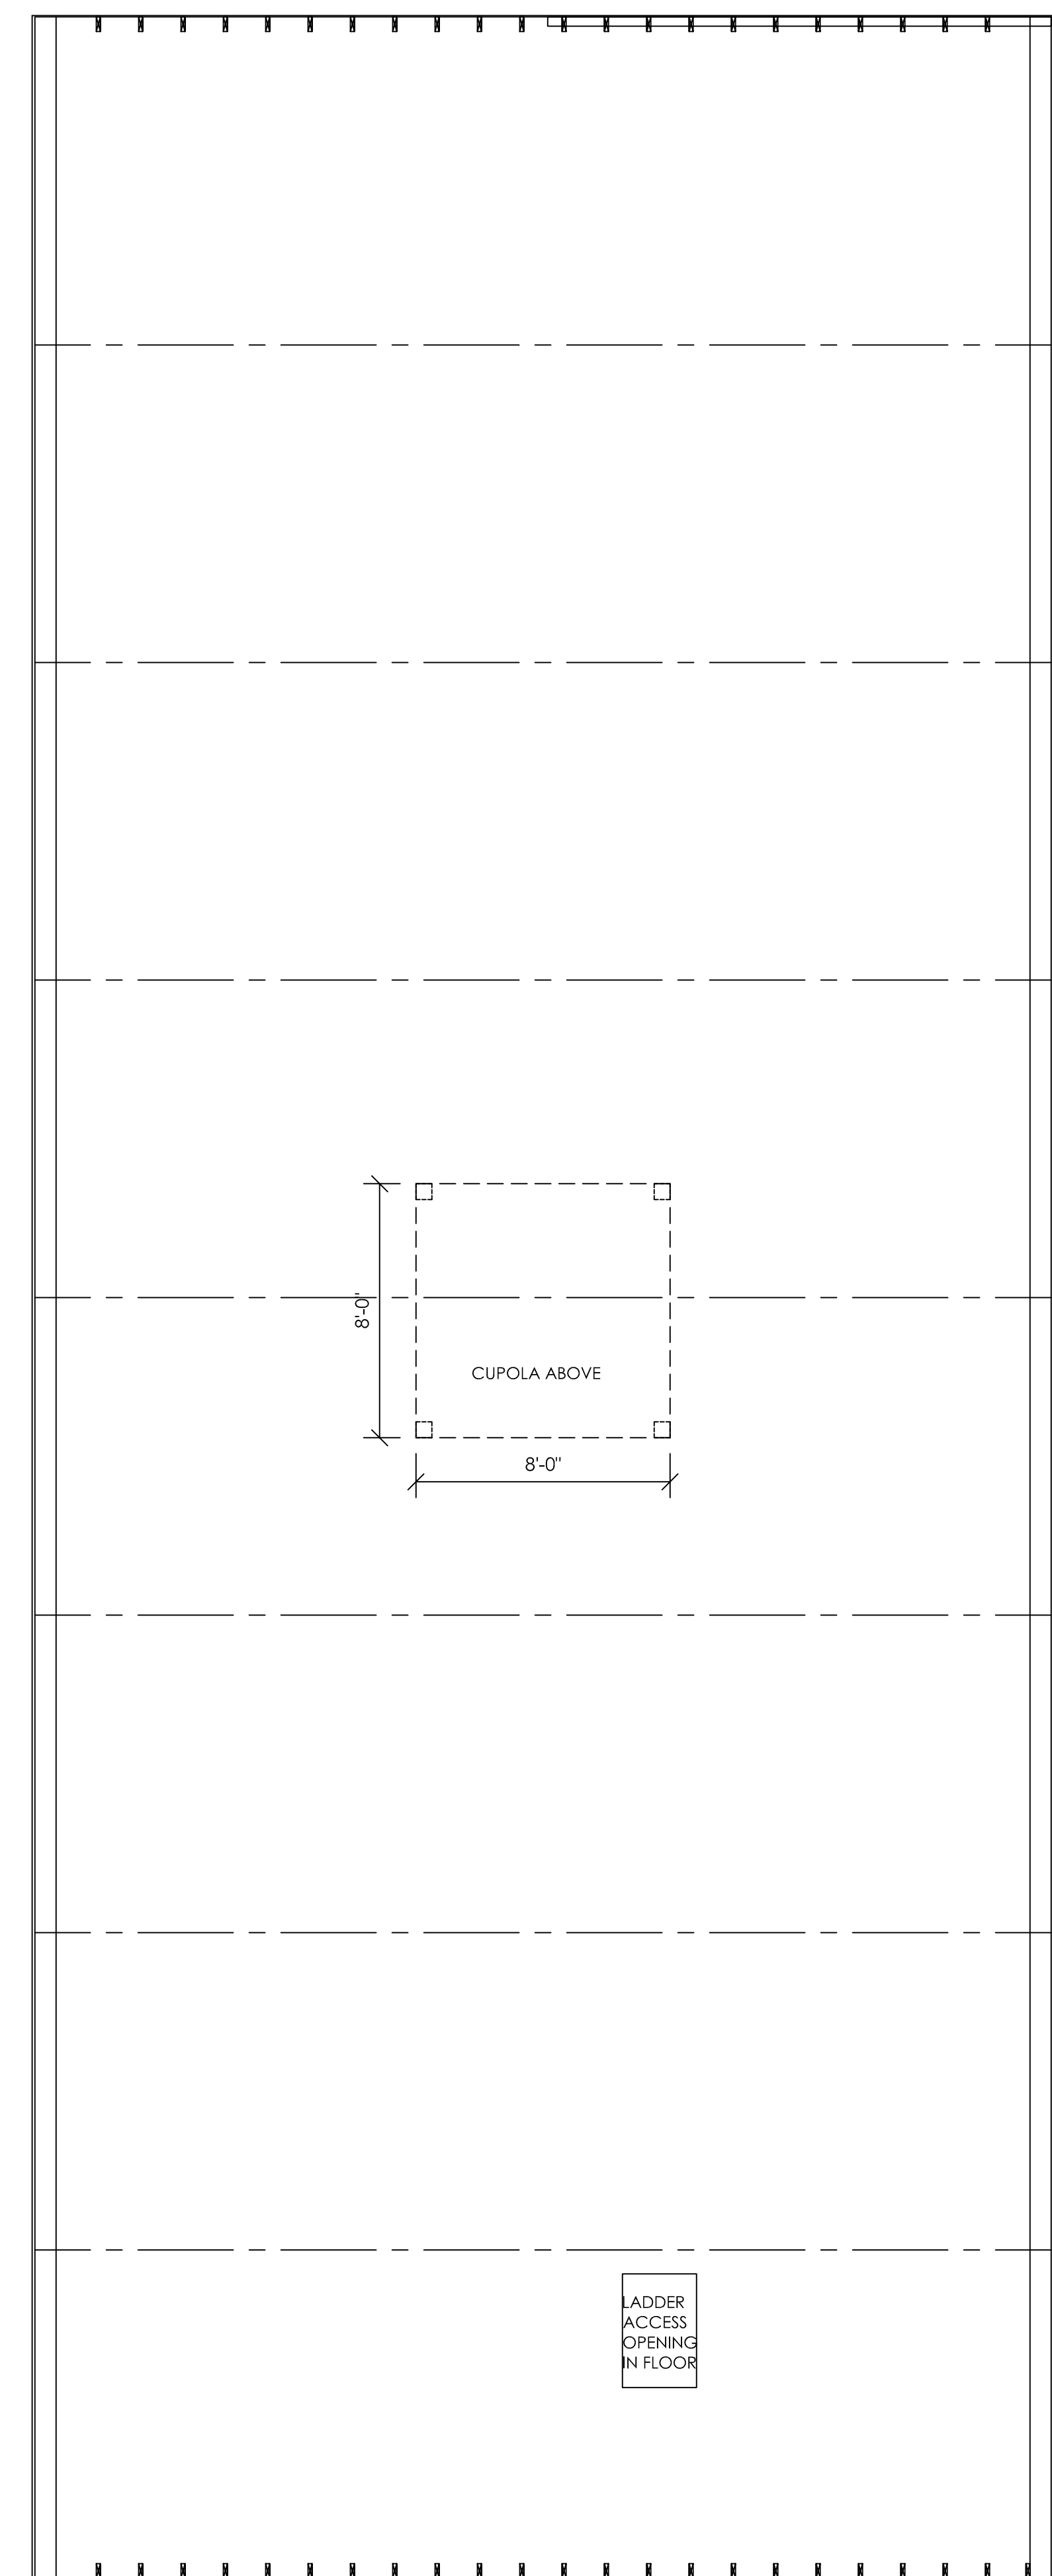 8'-0"
CUPOLA ABOVE
8'-0"
LADDER
ACCESS
OPENING
IN FLOOR